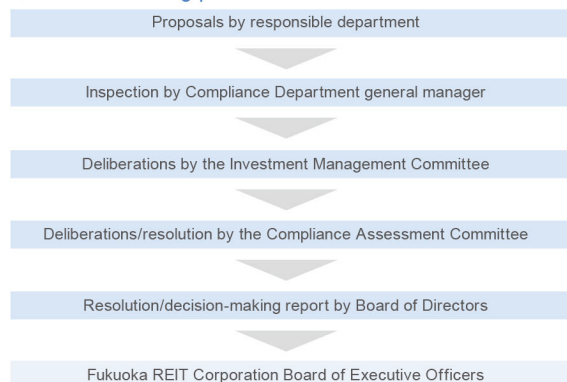 Proposals by responsible department
Inspection by Compliance Department general manager
Deliberations by the Investment Management Committee
Deliberations/resolution by the Compliance Assessment Committee
Resolution/decision-making report by Board of Directors
Fukuoka REIT Corporation Board of Executive Officers